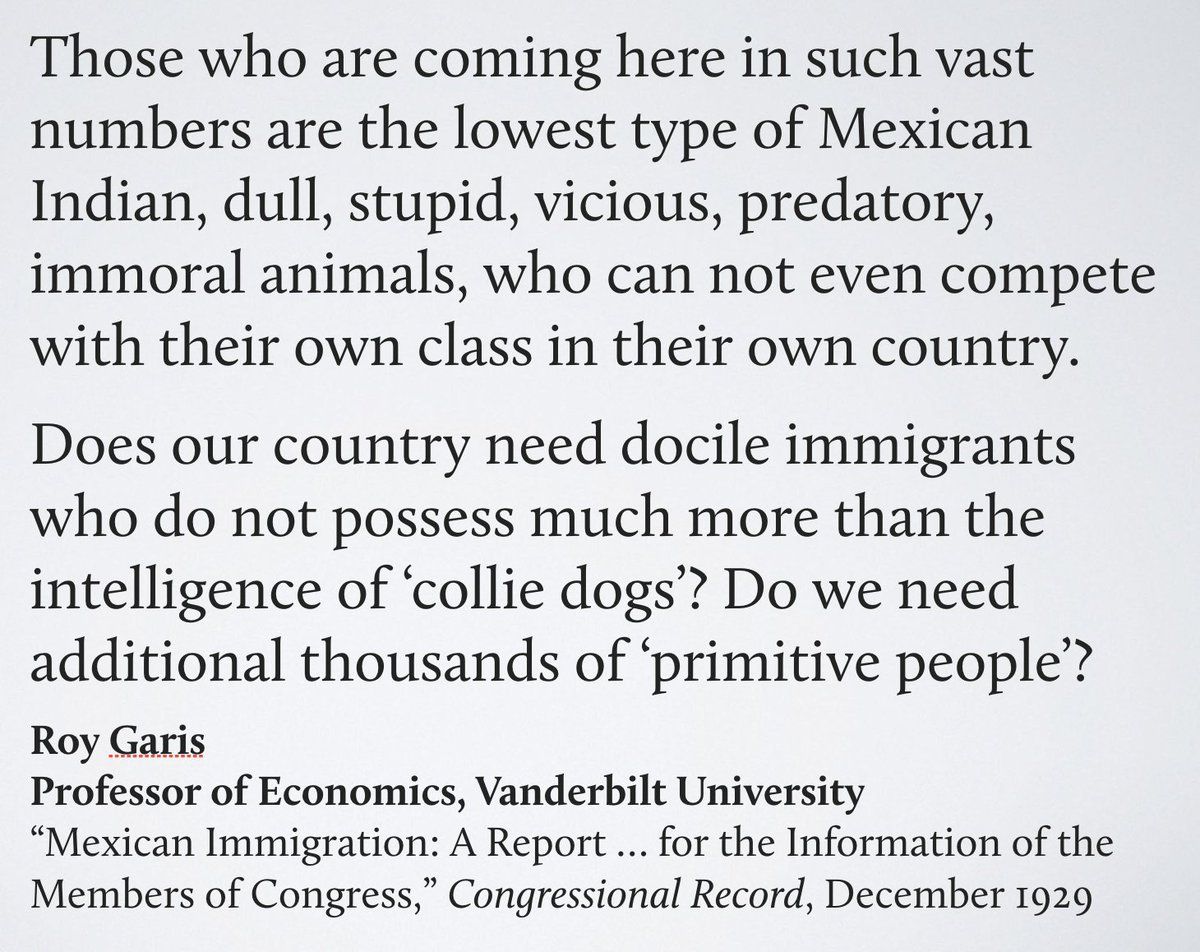 Those who are coming here in such vast
numbers are the lowest type of Mexican
Indian, dull, stupid, vicious, predatory,
immoral animals, who can not even compete
with their own class in their own country.
Does our country need docile immigrants
who do not possess much more than the
intelligence of ‘collie dogs’? Do we need
additional thousands of ‘primitive people’?
Roy Garis
Professor of Economics, Vanderbilt University
“Mexican Immigration: A Report ... for the Information of the
Members of Congress,” Congressional Record, December 1929